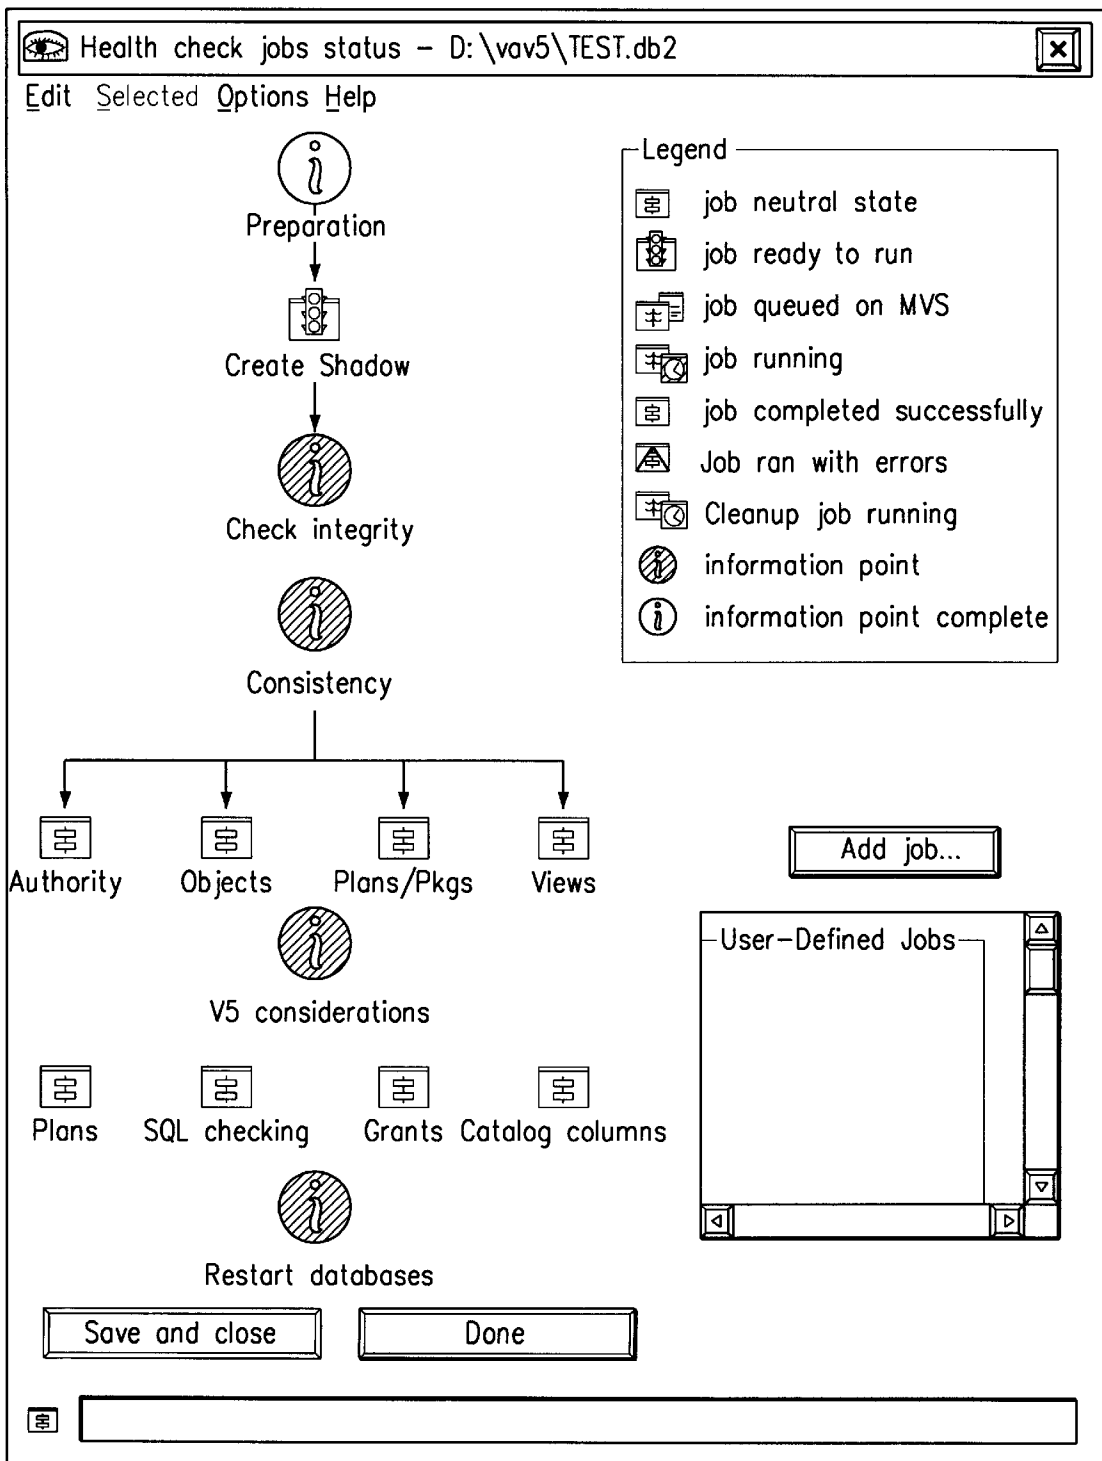 Health check jobs status – D:\vav5\TEST.db2
Edit Selected Options Help
Preparation
Create Shadow
Check integrity
Consistency
Authority Objects Plans/Pkgs Views
V5 considerations
Plans SQL checking Grants Catalog columns
Restart databases
Save and close Done
Legend
job neutral state
job ready to run
job queued on MVS
job running
job completed successfully
Job ran with errors
Cleanup job running
information point
information point complete
Add job...
User–Defined Jobs